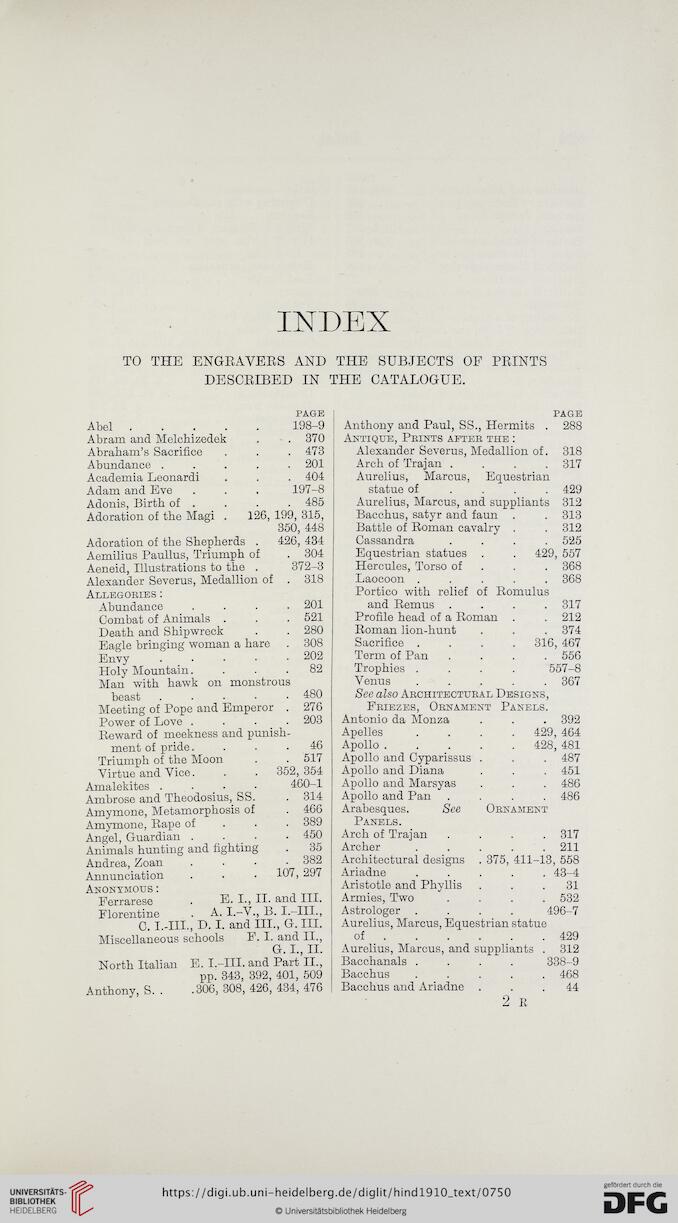 INDEX
TO THE ENGRAVERS AND THE SUBJECTS OF PRINTS
DESCRIBED IN THE CATALOGUE.
PAGE
Abel . . . . . 198-9
Abram and Melchizedek . . 370
Abraham's Sacrifice . . 473
Abundance . . . . . 201
Academia Leonardi . . . 404
Adam and Eve . . . 197-8
Adonis, Birth of . . . . 485
Adoration of the Magi . 126, 199, 315,
350, 448
Adoration of the Shepherds . 426, 434
Aemilius Paullus, Triumph of . 304
Aeneid, Illustrations to the . 372-3
Alexander Severus, Medallion of . 318
ALLEGORIES :
Abundance . . . . 201
Combat of Animals . . . 521
Death and Shipwreck . . 280
Eagle bringing woman a hare . 308
Envy . . . . . 202
Holy Mountain. . . . 82
Man with hawk on monstrous
beast . . . . . 480
Meeting of Pope and Emperor . 276
Power of Love . . . . 203
Reward of meekness and punish-
ment of pride. . . . 46
Triumph of the Moon . . 517
Virtue and Vice. . . 352, 354
Amalekites . . . . 460-1
Ambrose and Theodosius, SS. . 314
Amymone, Metamorphosis of . 466
Amymone, Rape of . . . 389
Angel, Guardian . . . . 450
Animals hunting and fighting . 35
Andrea, Zoan . . . . 382
Annunciation . . . 107, 297
ANONYMOUS :
Ferrarese . E. I., II. and III.
Florentine . A. I.-V., B. I.-III.,
C. I.-III., D. I. and III., G. III.
Miscellaneous schools F. I. and II.,
G. I., II.
North Italian E. I.-III. and Part II.,
pp. 343, 392, 401, 509
Anthony, S. . .306, 308, 426, 434, 476
PAGE
Anthony and Paul, SS., Hermits . 288
ANTIQUE, PRINTS AFTER THE :
Alexander Severus, Medallion of. 318
Arch of Trajan . . . . 317
Aurelius, Marcus, Equestrian
statue of . . . . 429
Aurelius, Marcus, and suppliants 312
Bacchus, satyr and faun . . 313
Battle of Roman cavalry . . 312
Cassandra . . . . 525
Equestrian statues . . 429, 557
Hercules, Torso of . . . 368
Laocoon . . . . . 368
Portico with relief of Romulus
and Remus . . . . 317
Profile head of a Roman . . 212
Roman lion-hunt . . . 374
Sacrifice . . . . 316, 467
Term of Pan . . . . 556
Trophies . . . . 557-8
Venus . . . . . 367
See also ARCHITECTURAL DESIGNS,
FRIEZES, ORNAMENT PANELS.
Antonio da Monza . . . 392
Apelles . . . . 429, 464
Apollo . . . . . 428, 481
Apollo and Cyparissus . . . 487
Apollo and Diana . . . 451
Apollo and Marsyas . . . 486
Apollo and Pan . . . . 486
Arabesques. See ORNAMENT
PANELS.
Arch of Trajan . . . . 317
Archer . . . . . 211
Architectural designs . 375, 411-13, 558
Ariadne . . . . . 43-4
Aristotle and Phyllis . . . 31
Armies, Two . . . . 532
Astrologer . . . . 496-7
Aurelius, Marcus, Equestrian statue
of . . . . . . 429
Aurelius, Marcus, and suppliants . 312
Bacchanals . . . . . 338-9
Bacchus . . . . . 468
Bacchus and Ariadne . . . 44
2 R
UNIVERSITÄTS-
BIBLIOTHEK
HEIDELBERG
https://digi.ub.uni-heidelberg.de/diglit/hind1910_text/0750
© Universitätsbibliothek Heidelberg
gefördert durch die
DFG